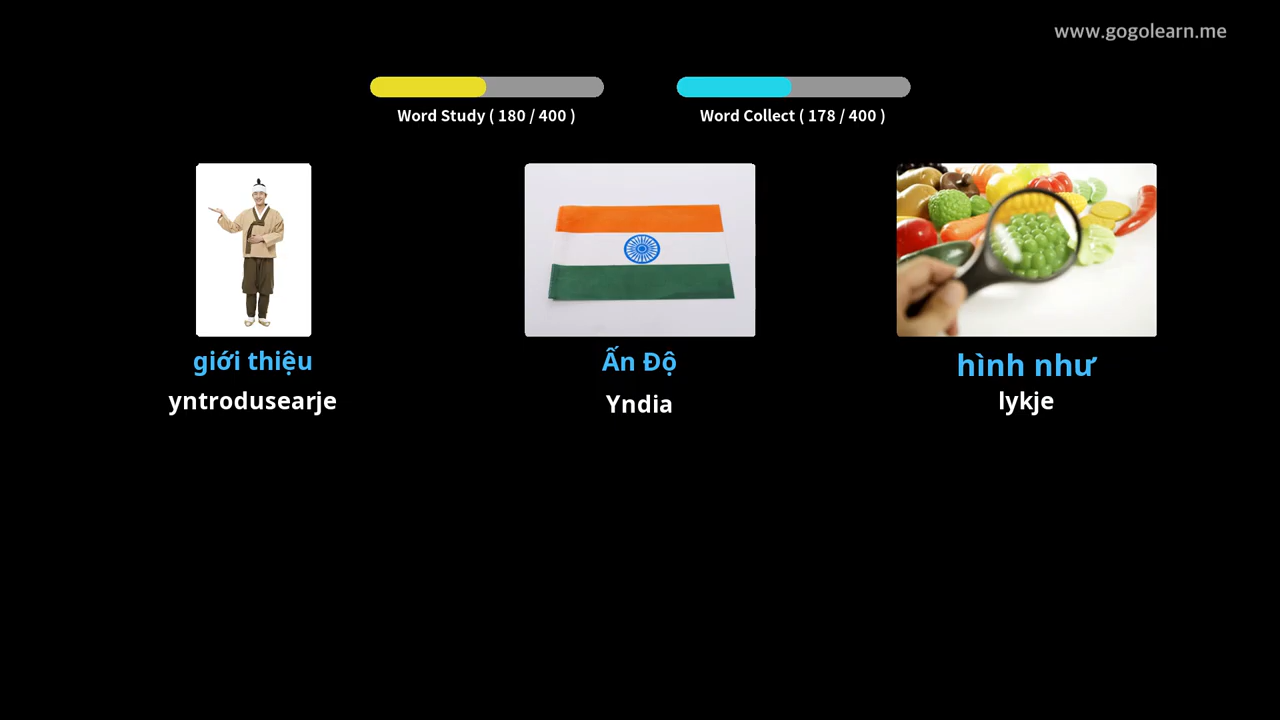 www.gogolearn.me
Word Study ( 180 / 400 )
Word Collect ( 178 / 400 )
giới thiệu
Ấn Độ
hình như
yntrodusearje
Yndia
lykje